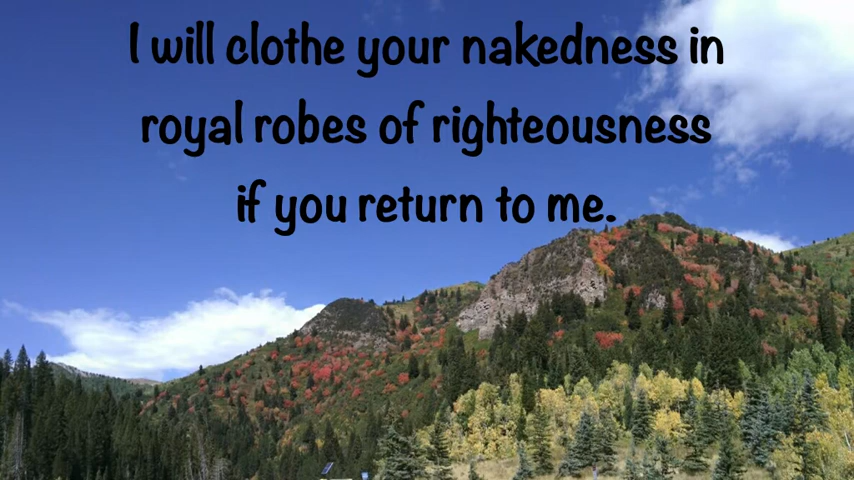 I will clothe your nakedness in
royal robes of righteousness
if you return to me.